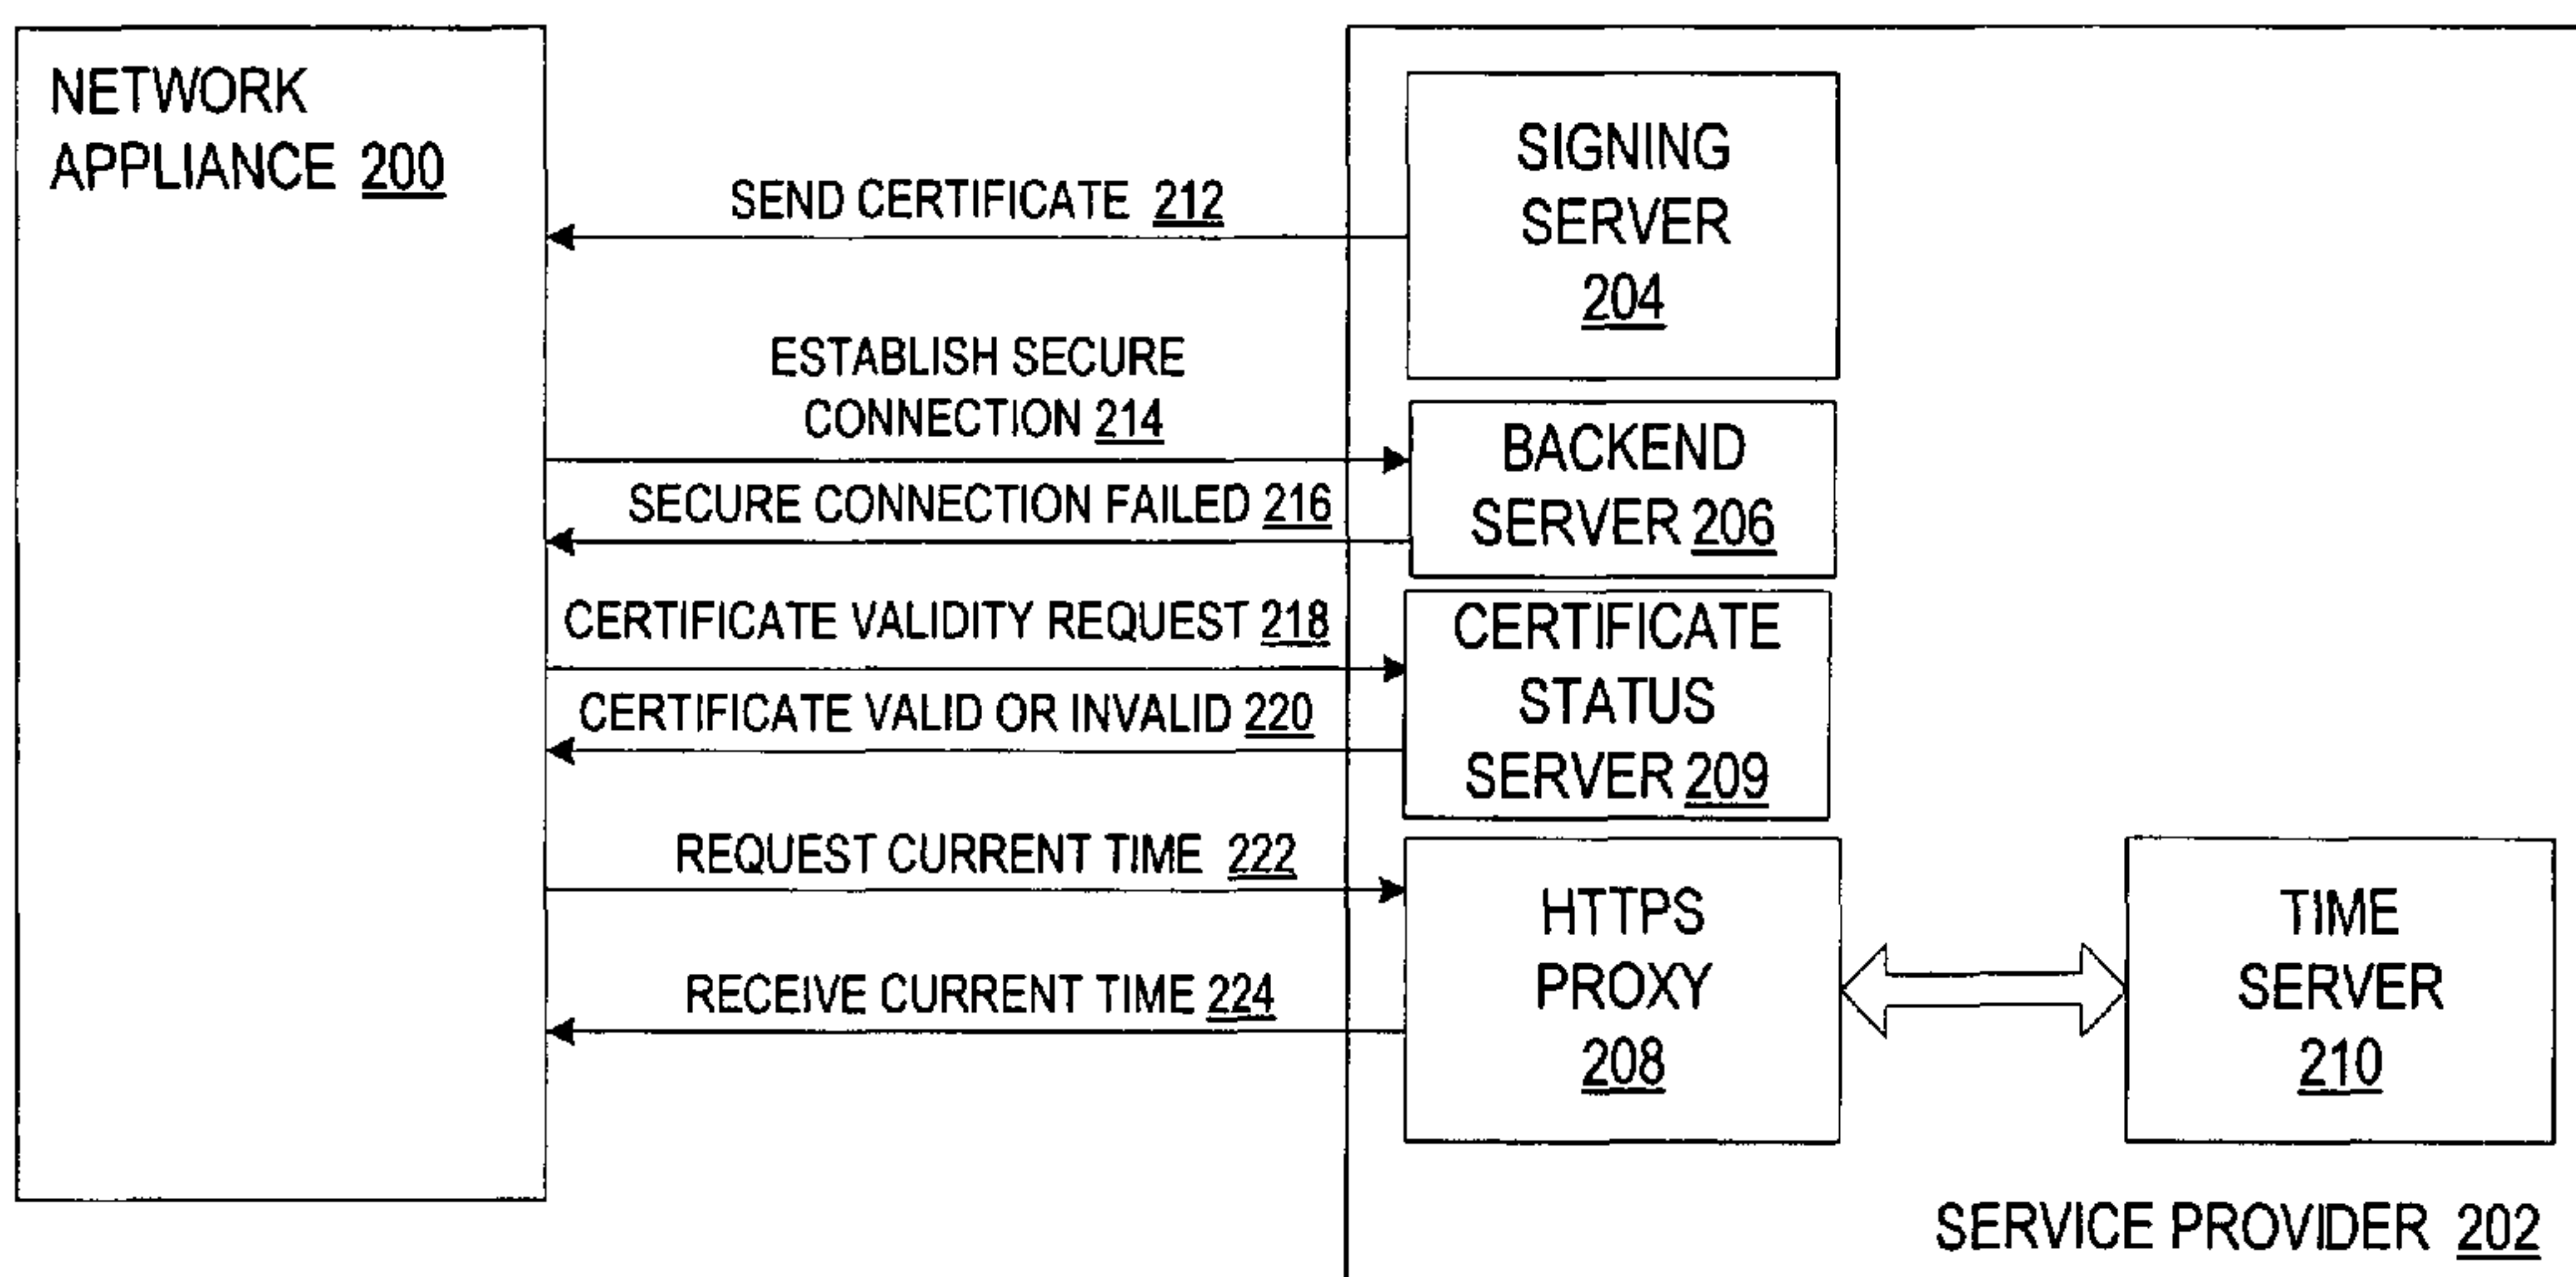 NETWORK
APPLIANCE 200
SEND CERTIFICATE 212
SIGNING
SERVER
204
ESTABLISH SECURE
CONNECTION 214
SECURE CONNECTION FAILED 216
BACKEND
SERVER 206
CERTIFICATE VALIDITY REQUEST 218
CERTIFICATE VALID OR INVALID 220
CERTIFICATE
STATUS
SERVER 209
REQUEST CURRENT TIME 222
RECEIVE CURRENT TIME 224
HTTPS
PROXY
208
TIME
SERVER
210
SERVICE PROVIDER 202